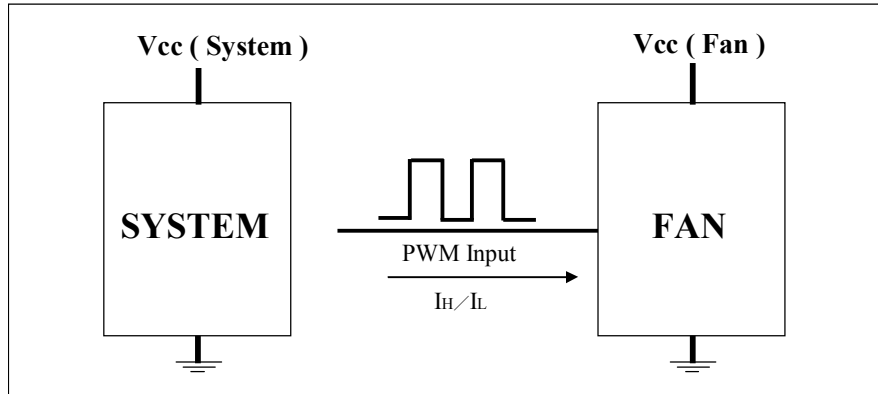 Vcc ( System )
Vcc ( Fan )
SYSTEM
FAN
PWM Input
IH/IL